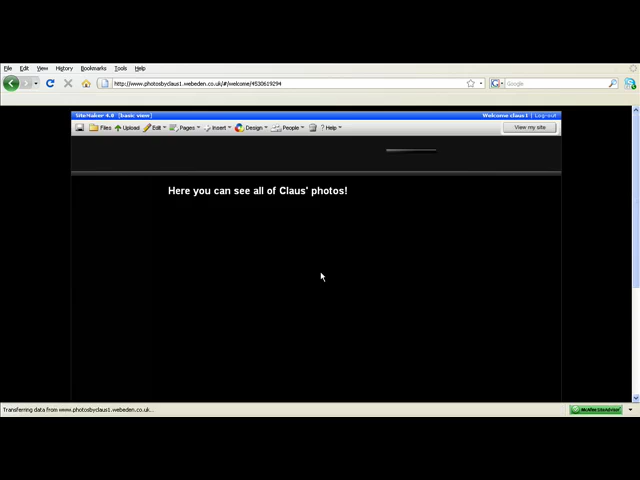 File Edit View History Bookmarks Tools Help
http://www.photosbyclaus1.webeden.co.uk/#/welcome/4530619294
Google
SiteMaker 4.0 [basic view] Welcome claus1 | Log-out
Files Upload Edit Pages Insert Design People ? Help View my site
Here you can see all of Claus' photos!
Transferring data from www.photosbyclaus1.webeden.co.uk...
McAfee SiteAdvisor